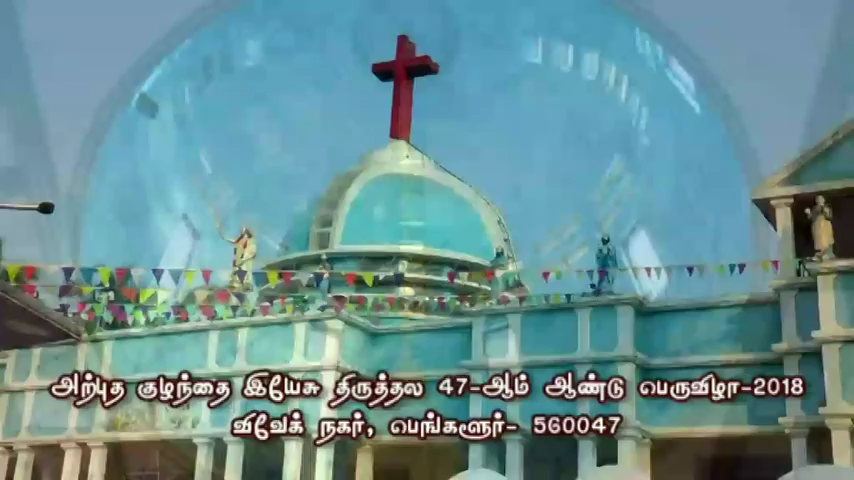 அற்புத குழந்தை இயேசு திருத்தல 47-ஆம் ஆண்டு பெருவிழா-2018
விவேக் நகர், பெங்களூர்- 560047